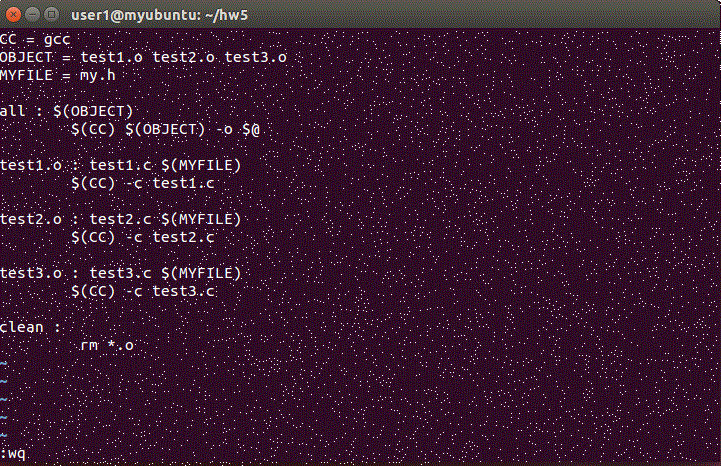 user1@myubuntu: ~/hw5
CC = gcc
OBJECT = test1.o test2.o test3.o
MYFILE = my.h
all : $(OBJECT)
$(CC) $(OBJECT) -o $@
test1.o : test1.c $(MYFILE)
$(CC) -c test1.c
test2.o : test2.c $(MYFILE)
$(CC) -c test2.c
test3.o : test3.c $(MYFILE)
$(CC) -c test3.c
clean :
rm *.o
~
~
~
~
~
:wq